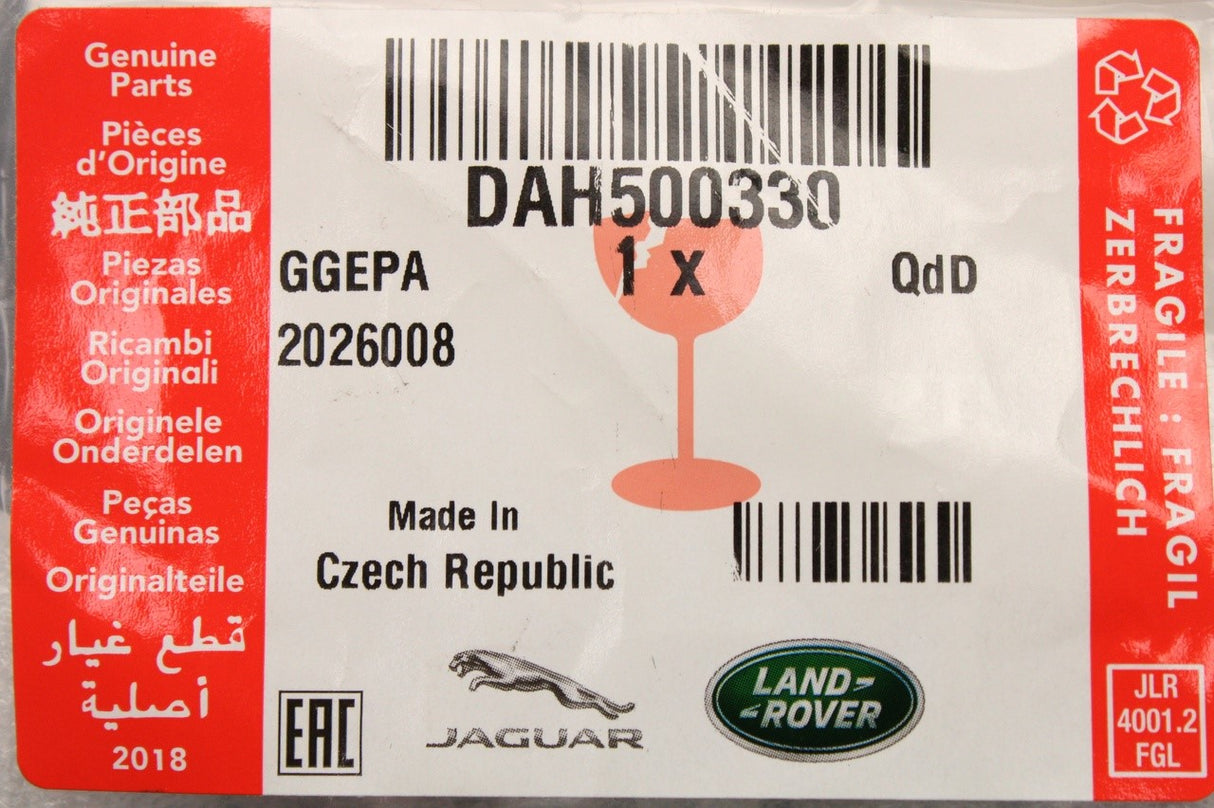 Genuine
Parts
Pièces
d'Origine
純正部品
Piezas
Originales
Ricambi
Originali
Originele
Onderdelen
Peças
Genuinas
Originalteile
قطع غيار
أصلية
2018
DAH500330
GGEPA 1 x QdD
2026008
Made In
Czech Republic
EAC
JAGUAR
LAND
ROVER
FRAGILE : FRAGIL
ZERBRECHLICH
JLR
4001.2
FGL